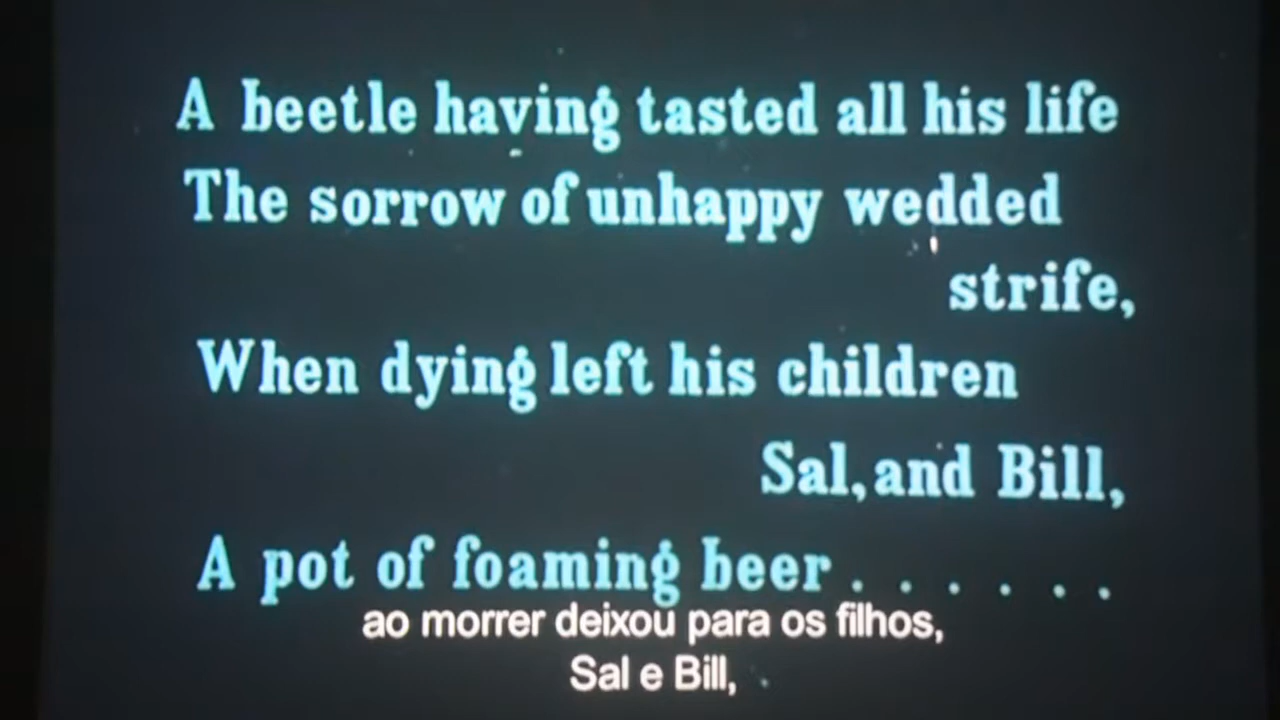 A beetle having tasted all his life
The sorrow of unhappy wedded
strife,
When dying left his children
Sal, and Bill,
A pot of foaming beer . . . . . .
ao morrer deixou para os filhos,
Sal e Bill,